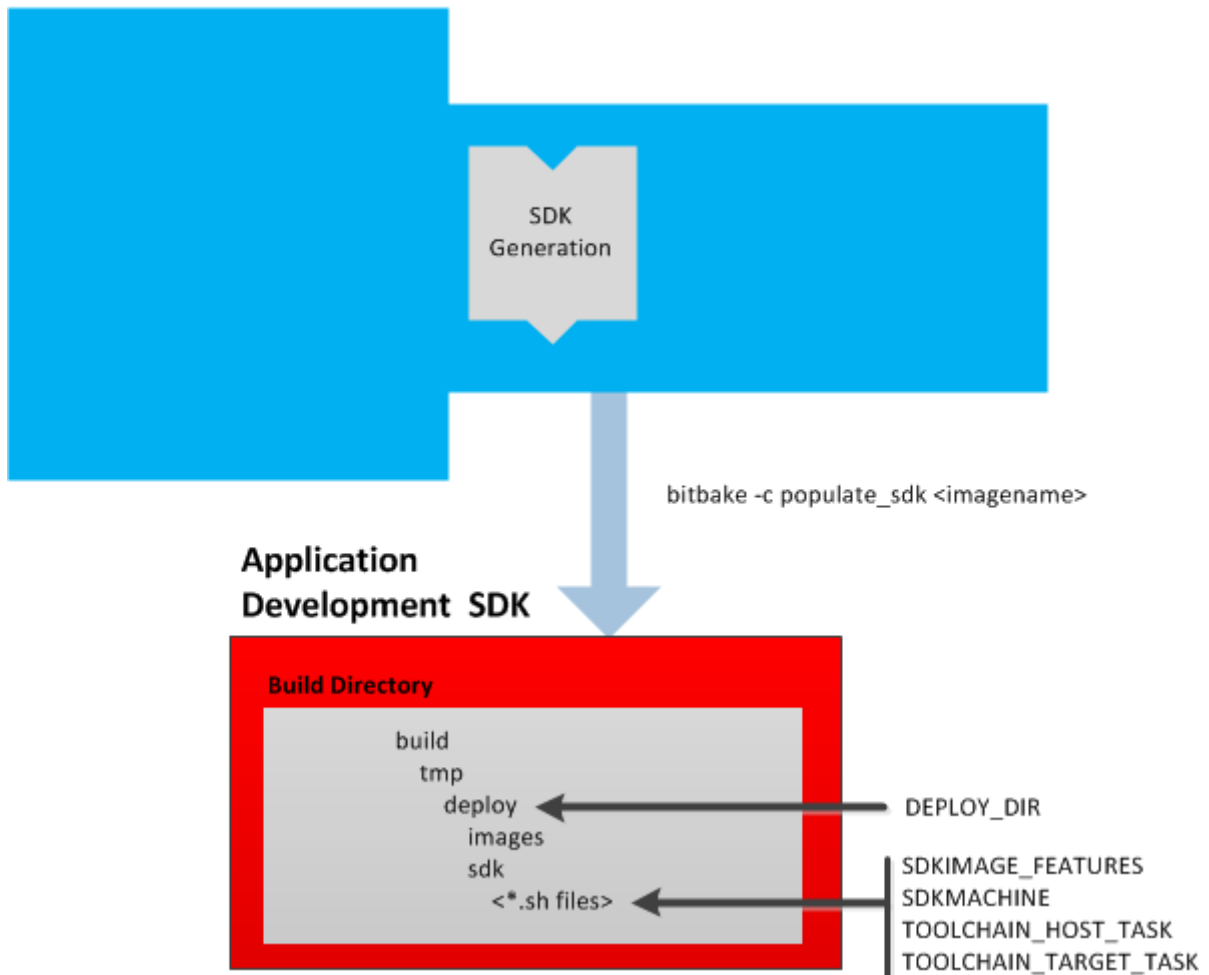 SDK
Generation
bitbake -c populate_sdk <imagename>
Application
Development SDK
Build Directory
build
tmp
deploy
images
sdk
<*.sh files>
DEPLOY_DIR
SDKIMAGE_FEATURES
SDKMACHINE
TOOLCHAIN_HOST_TASK
TOOLCHAIN_TARGET_TASK